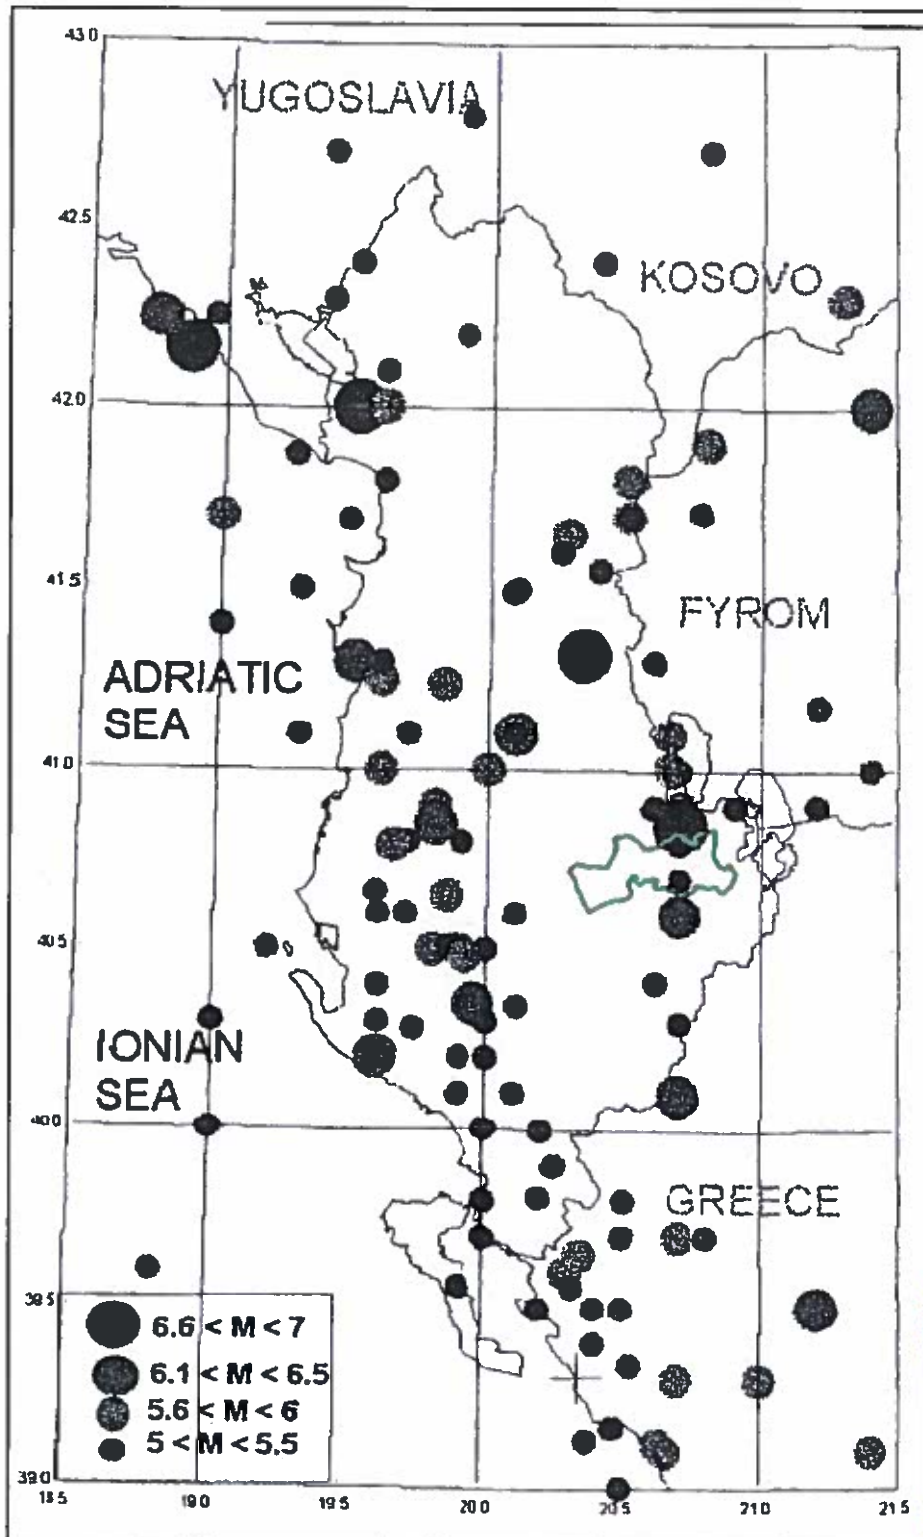 43 0
YUGOSLAVIA
42.5
KOSOVO
42.0
41 5
FYROM
ADRIATIC
SEA
41.0
40 5
IONIAN
SEA
40 0
GREECE
39 5
6.6 < M < 7
6.1 < M < 6.5
5.6 < M < 6
5 < M < 5.5
39 0
18 5
19 0
19 5
20 0
20 5
21 0
21 5